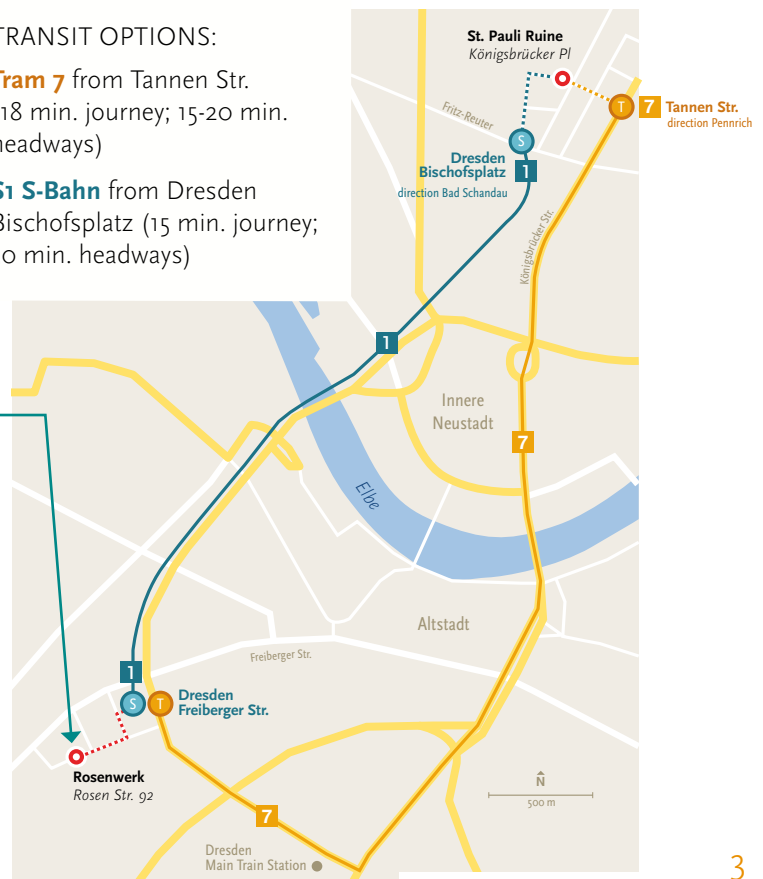 TRANSIT OPTIONS:
Tram 7 from Tannen Str.
18 min. journey; 15-20 min.
headways)
S1 S-Bahn from Dresden
Bischofsplatz (15 min. journey;
0 min. headways)
St. Pauli Ruine
Königsbrücker Pl
T
7
Tannen Str.
direction Pennrich
Fritz-Reuter
S
Dresden
Bischofsplatz
1
direction Bad Schandau
Königsbrücker Str.
1
Innere
Neustadt
7
Elbe
Altstadt
Freiberger Str.
1
S
T
Dresden
Freiberger Str.
Rosenwerk
Rosen Str. 92
7
N
500 m
Dresden
Main Train Station
3